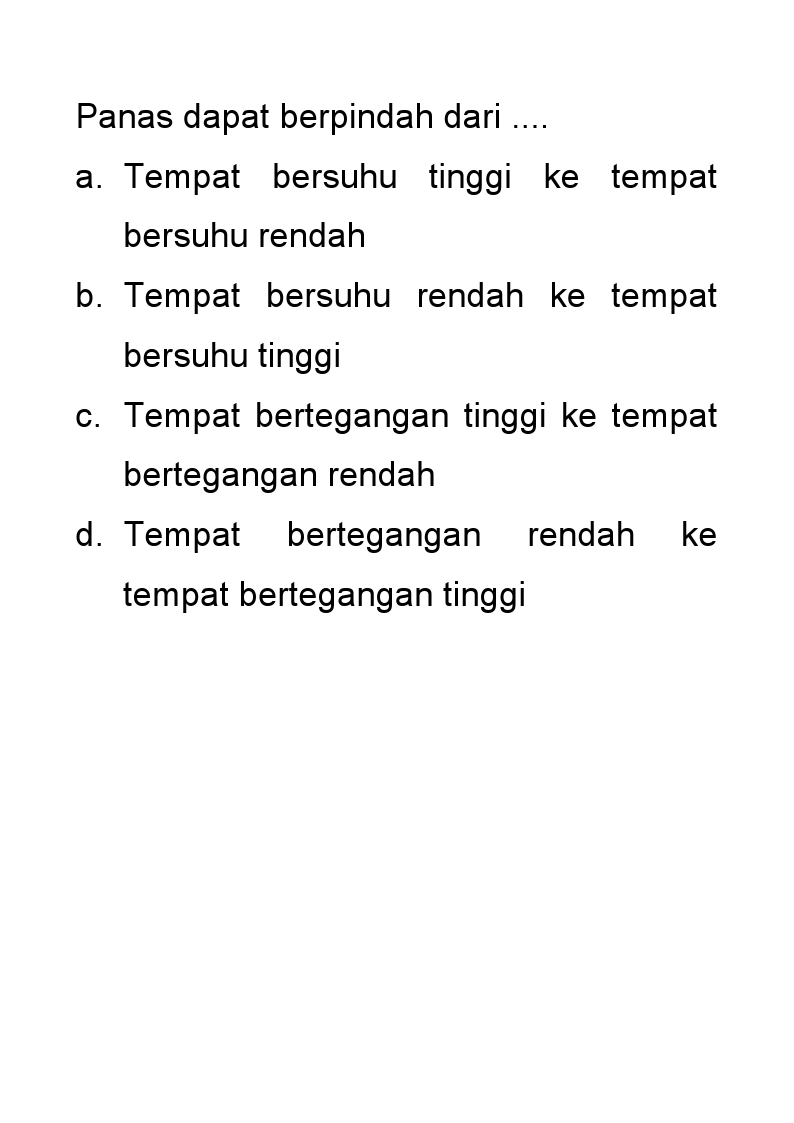 Panas dapat berpindah dari ....
a. Tempat bersuhu tinggi ke tempat
bersuhu rendah
b. Tempat bersuhu rendah ke tempat
bersuhu tinggi
c. Tempat bertegangan tinggi ke tempat
bertegangan rendah
d. Tempat bertegangan rendah ke
tempat bertegangan tinggi